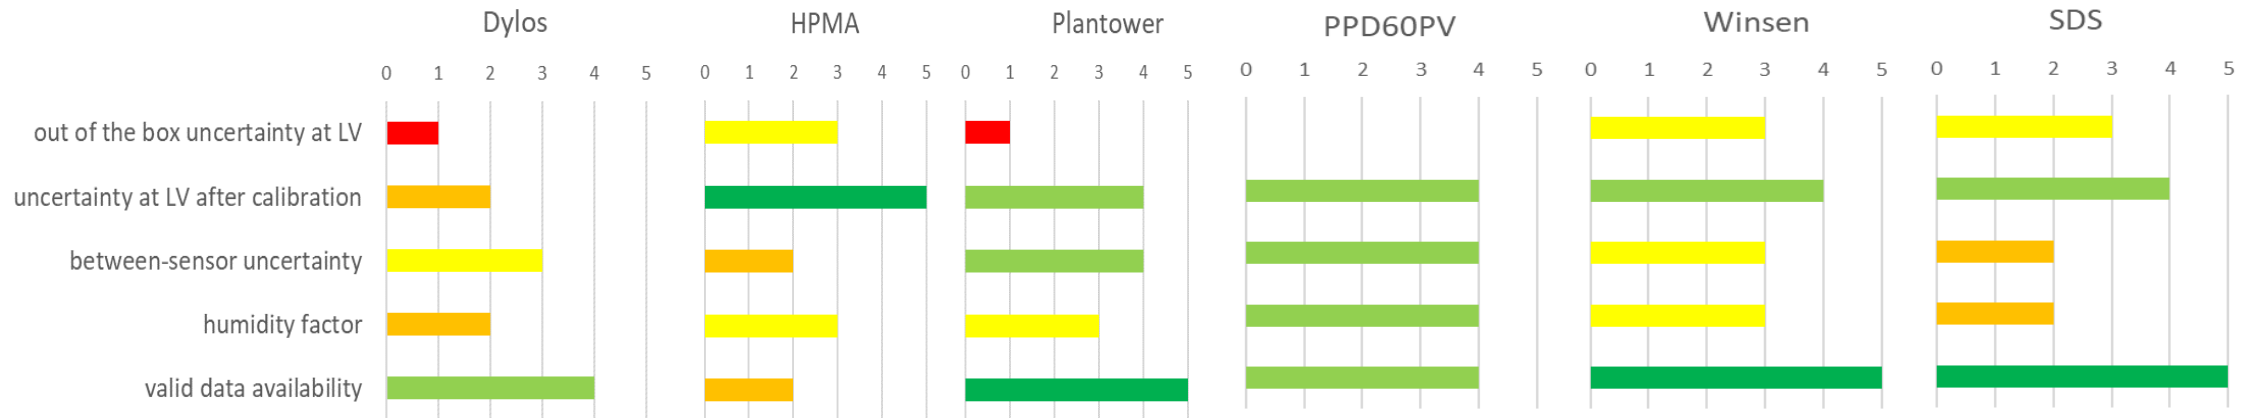 Dylos HPMA Plantower PPD60PV Winsen SDS
0 1 2 3 4 5 0 1 2 3 4 5 0 1 2 3 4 5 0 1 2 3 4 5 0 1 2 3 4 5 0 1 2 3 4 5
out of the box uncertainty at LV
uncertainty at LV after calibration
between-sensor uncertainty
humidity factor
valid data availability